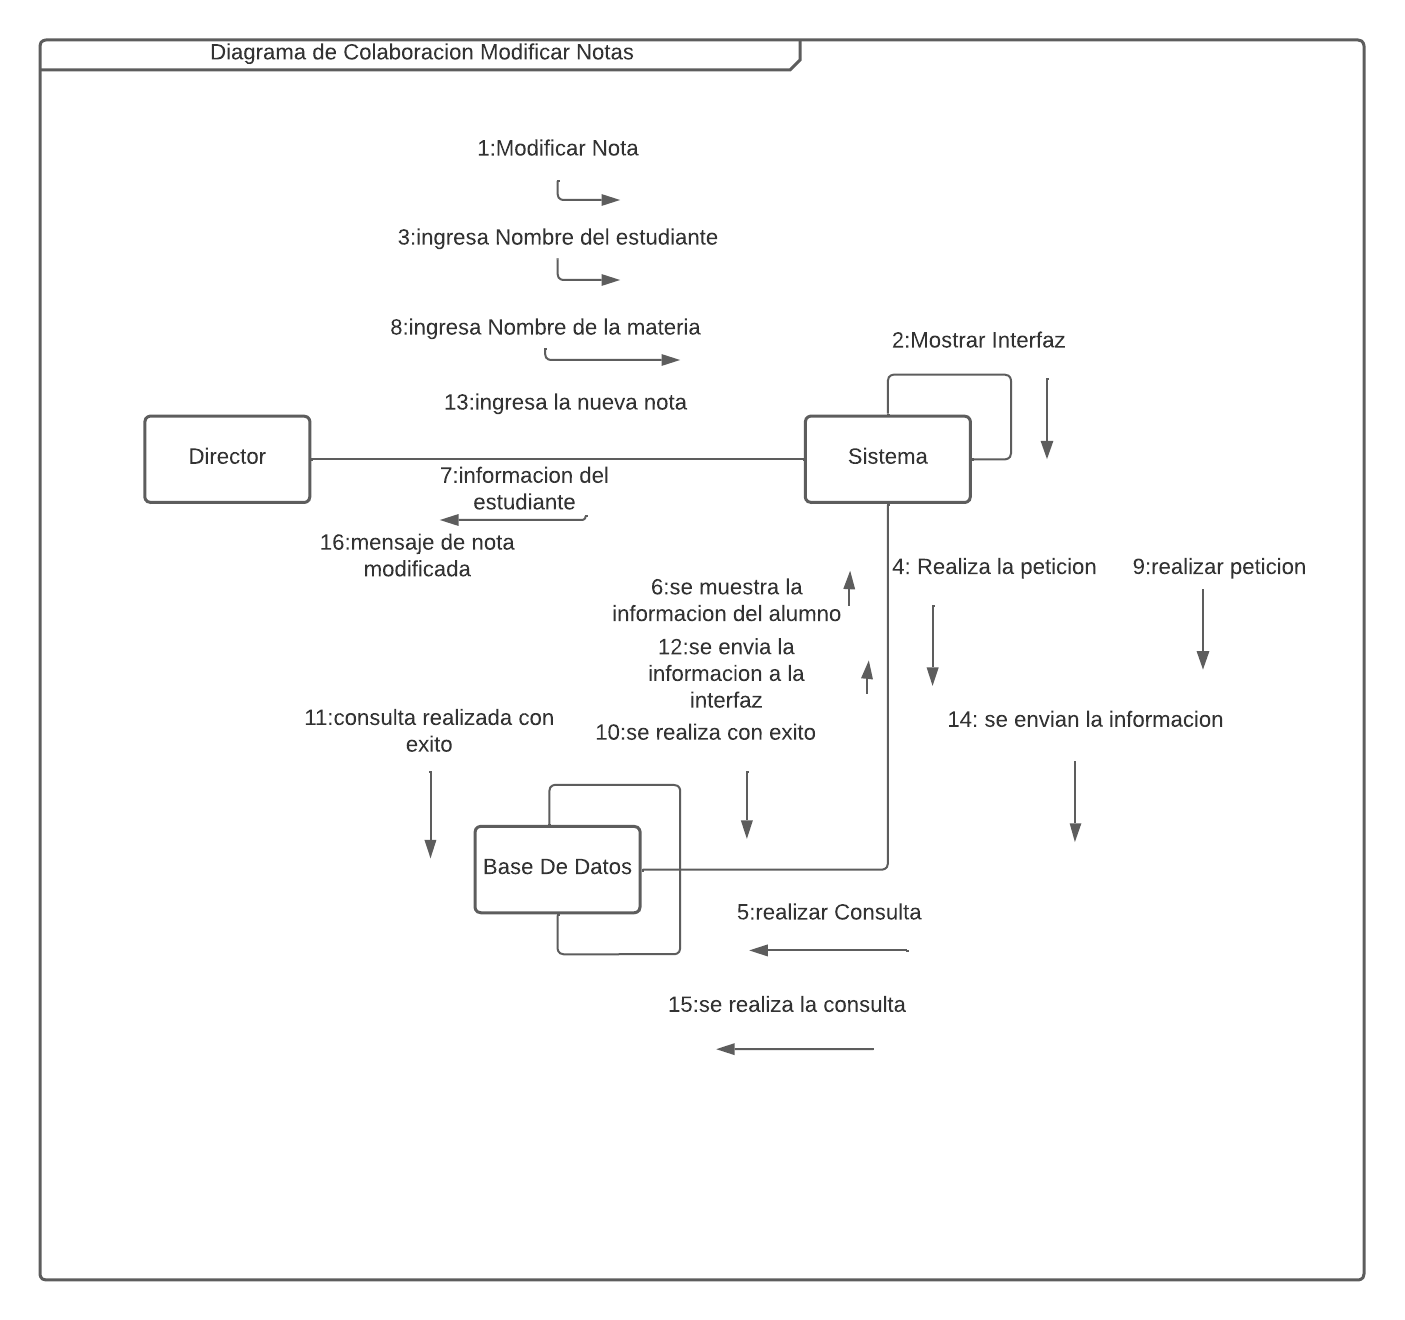 Diagrama de Colaboracion Modificar Notas
1:Modificar Nota
3:ingresa Nombre del estudiante
8:ingresa Nombre de la materia
2:Mostrar Interfaz
13:ingresa la nueva nota
Director
Sistema
7:informacion del
estudiante
16:mensaje de nota
modificada
4: Realiza la peticion
9:realizar peticion
6:se muestra la
informacion del alumno
12:se envia la
informacion a la
interfaz
11:consulta realizada con
exito
10:se realiza con exito
14: se envian la informacion
Base De Datos
5:realizar Consulta
15:se realiza la consulta